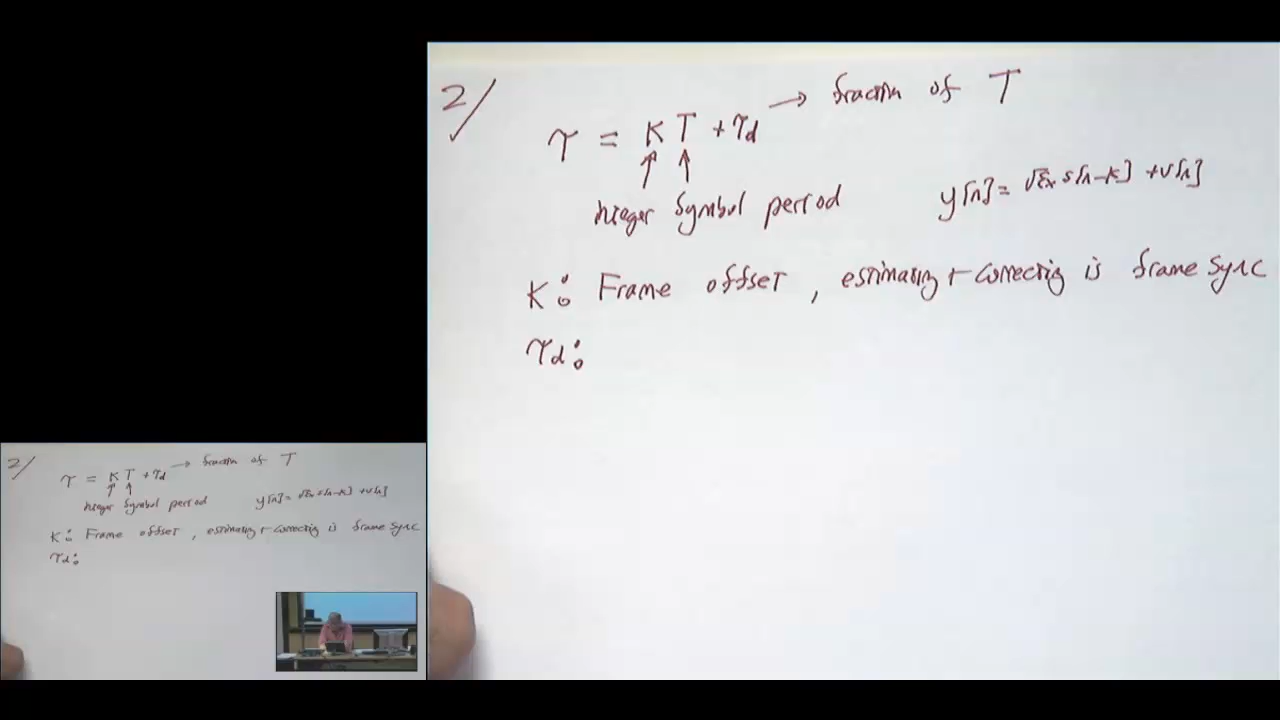 2/
τ = K T + τd → fraction of T
Integer Symbol period
y[n] = √Ex s[n-k] + v[n]
K: Frame offset, estimating + correcting is frame sync
τd: